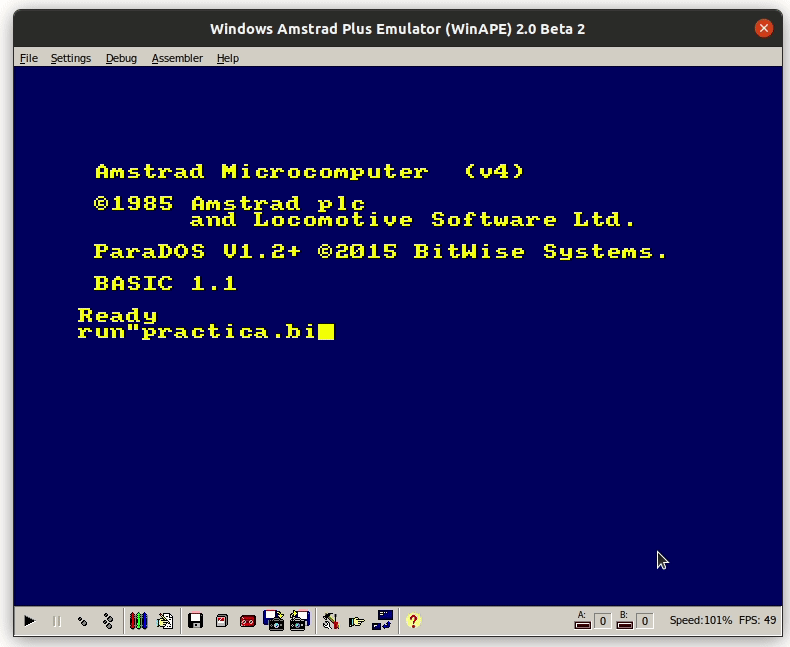 Windows Amstrad Plus Emulator (WinAPE) 2.0 Beta 2
File Settings Debug Assembler Help
Amstrad Microcomputer (v4)
©1985 Amstrad plc
and Locomotive Software Ltd.
ParaDOS V1.2+ ©2015 BitWise Systems.
BASIC 1.1
Ready
run"practica.bi
A: 0 B: 0 Speed:101% FPS: 49